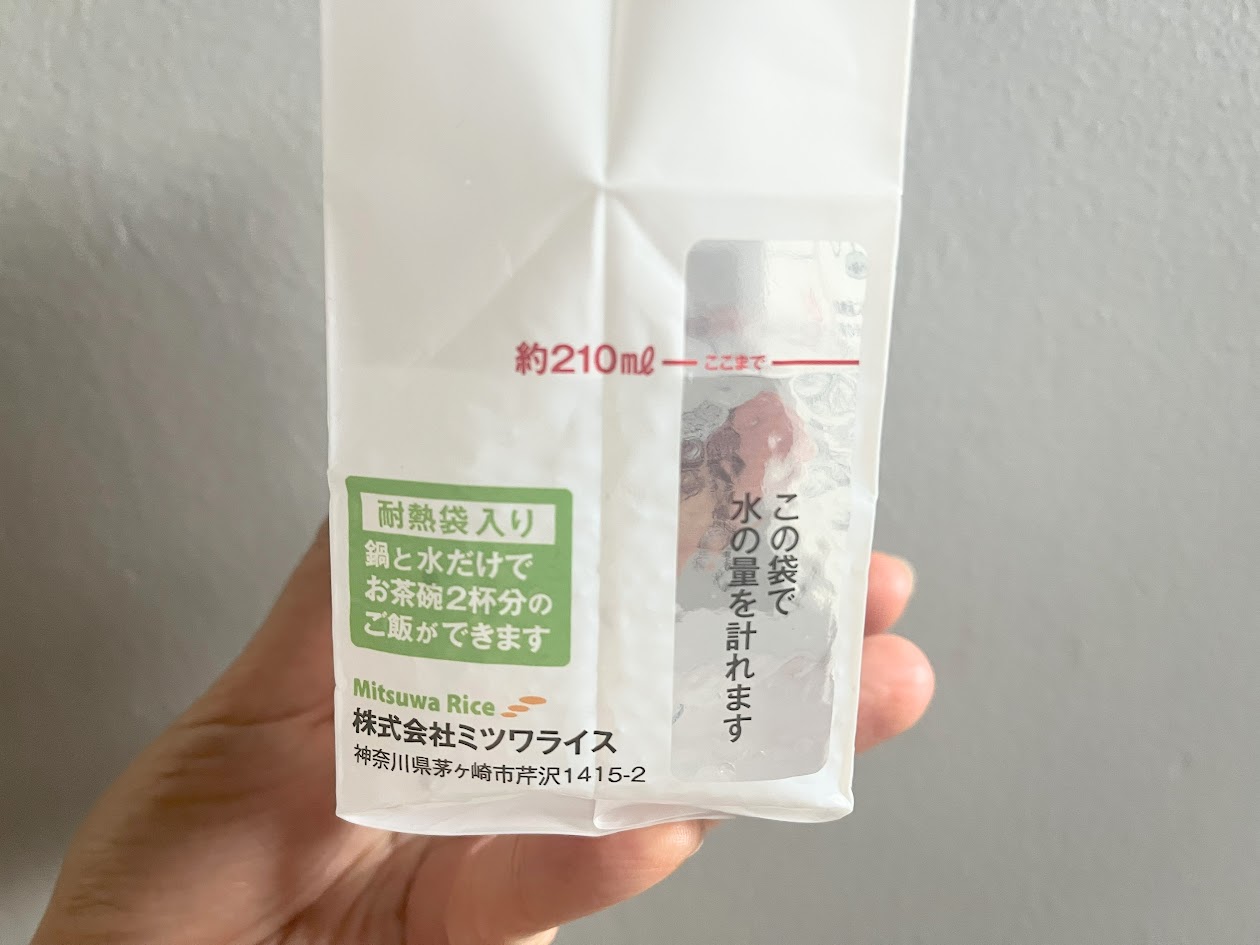 約210mℓ ここまで
この袋で
水の量を計れます
耐熱袋入り
鍋と水だけで
お茶碗2杯分の
ご飯ができます
Mitsuwa Rice
株式会社ミツワライス
神奈川県茅ヶ崎市芹沢1415-2